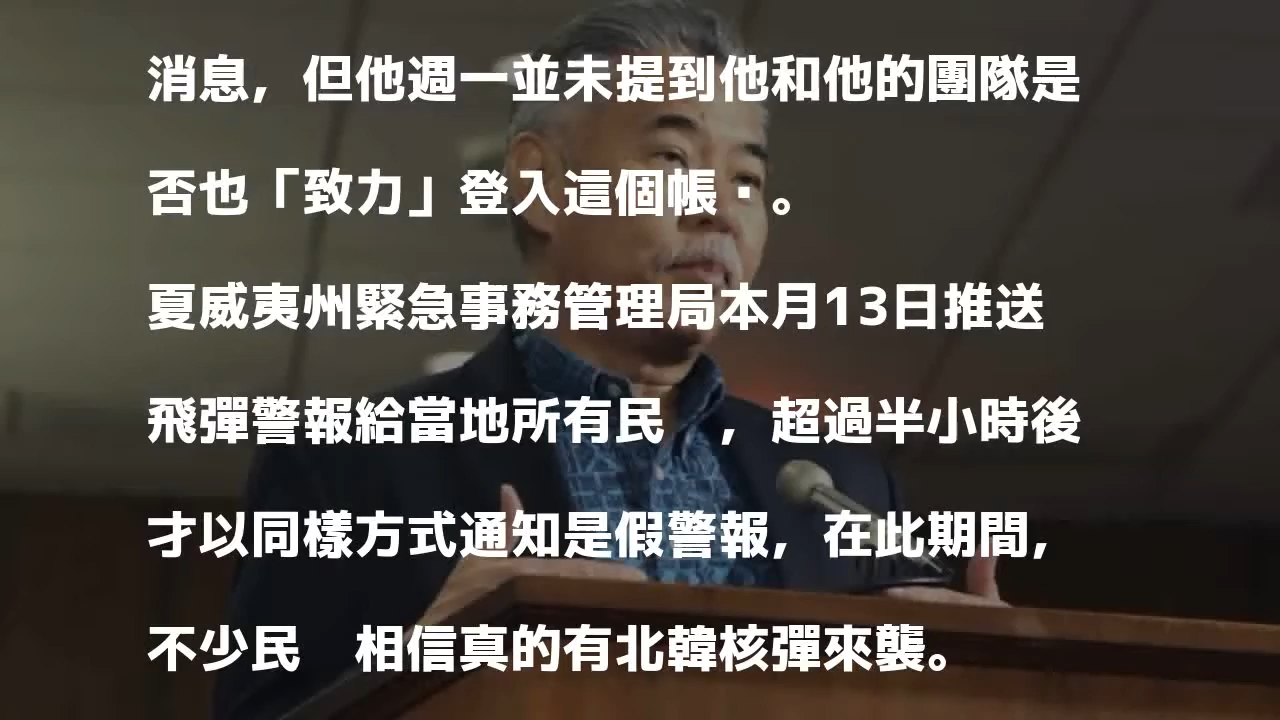 消息，但他週一並未提到他和他的團隊是
否也「致力」登入這個帳▪。
夏威夷州緊急事務管理局本月13日推送
飛彈警報給當地所有民　，超過半小時後
才以同樣方式通知是假警報，在此期間，
不少民　相信真的有北韓核彈來襲。